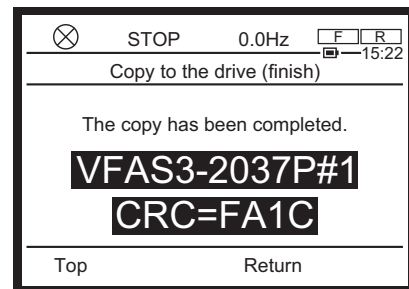 STOP 0.0Hz F R
15:22
Copy to the drive (finish)
The copy has been completed.
VFAS3-2037P#1
CRC=FA1C
Top Return